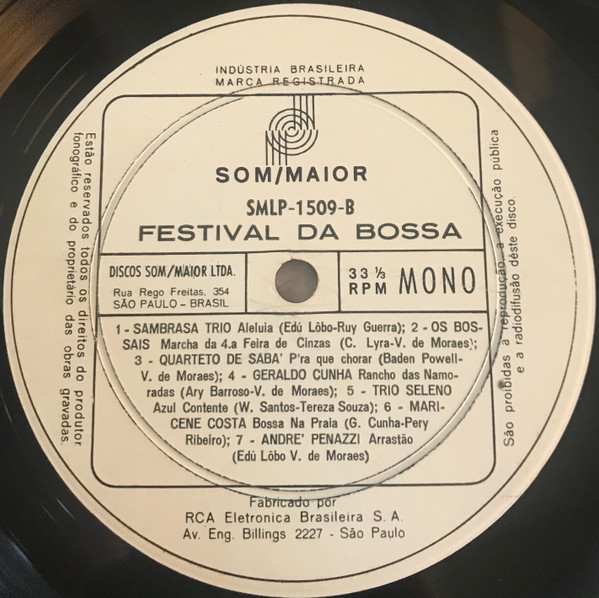 INDÚSTRIA BRASILEIRA
MARCA REGISTRADA
SOM/MAIOR
SMLP-1509-B
FESTIVAL DA BOSSA
DISCOS SOM/MAIOR LTDA.
Rua Rego Freitas, 354
SÃO PAULO – BRASIL
33 ⅓
RPM MONO
1 - SAMBRASA TRIO Aleluia (Edú Lôbo-Ruy Guerra); 2 - OS BOS-
SAIS Marcha da 4.a Feira de Cinzas (C. Lyra-V. de Moraes);
3 - QUARTETO DE SABA' P'ra que chorar (Baden Powell-
V. de Moraes); 4 - GERALDO CUNHA Rancho das Namo-
radas (Ary Barroso-V. de Moraes); 5 - TRIO SELENO
Azul Contente (W. Santos-Tereza Souza); 6 - MARI-
CENE COSTA Bossa Na Praia (G. Cunha-Pery
Ribeiro); 7 - ANDRE' PENAZZI Arrastão
(Edú Lôbo V. de Moraes)
Estão reservados todos os direitos do produtor
fonográfico e do proprietário das obras gravadas.
São proibidas a reprodução, a execução pública
e a radiodifusão dêste disco.
Fabricado por
RCA Eletronica Brasileira S. A.
Av. Eng. Billings 2227 - São Paulo